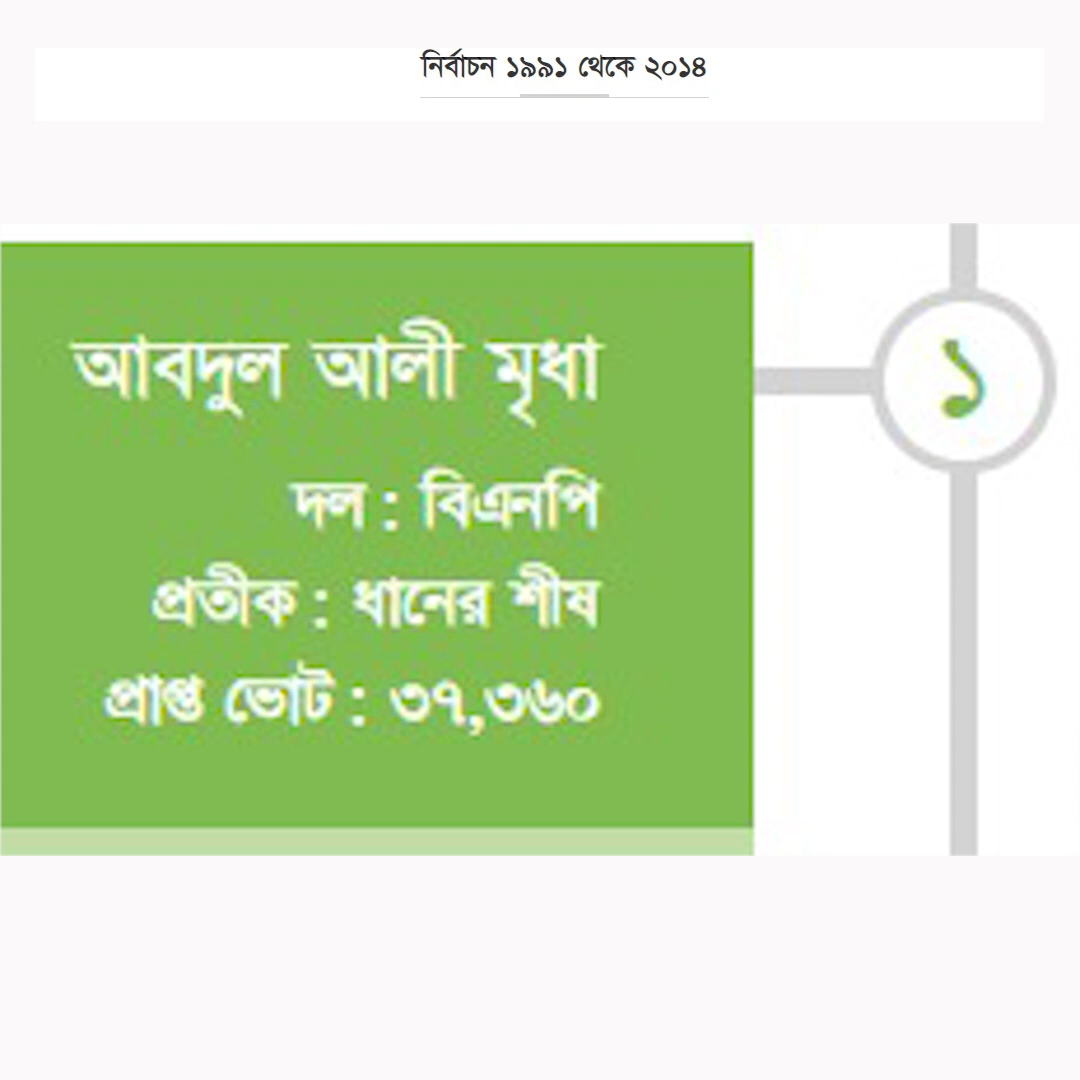 নির্বাচন ১৯৯১ থেকে ২০১৪
আবদুল আলী মৃধা
১
দল : বিএনপি
প্রতীক : ধানের শীষ
প্রাপ্ত ভোট : ৩৭,৩৬০